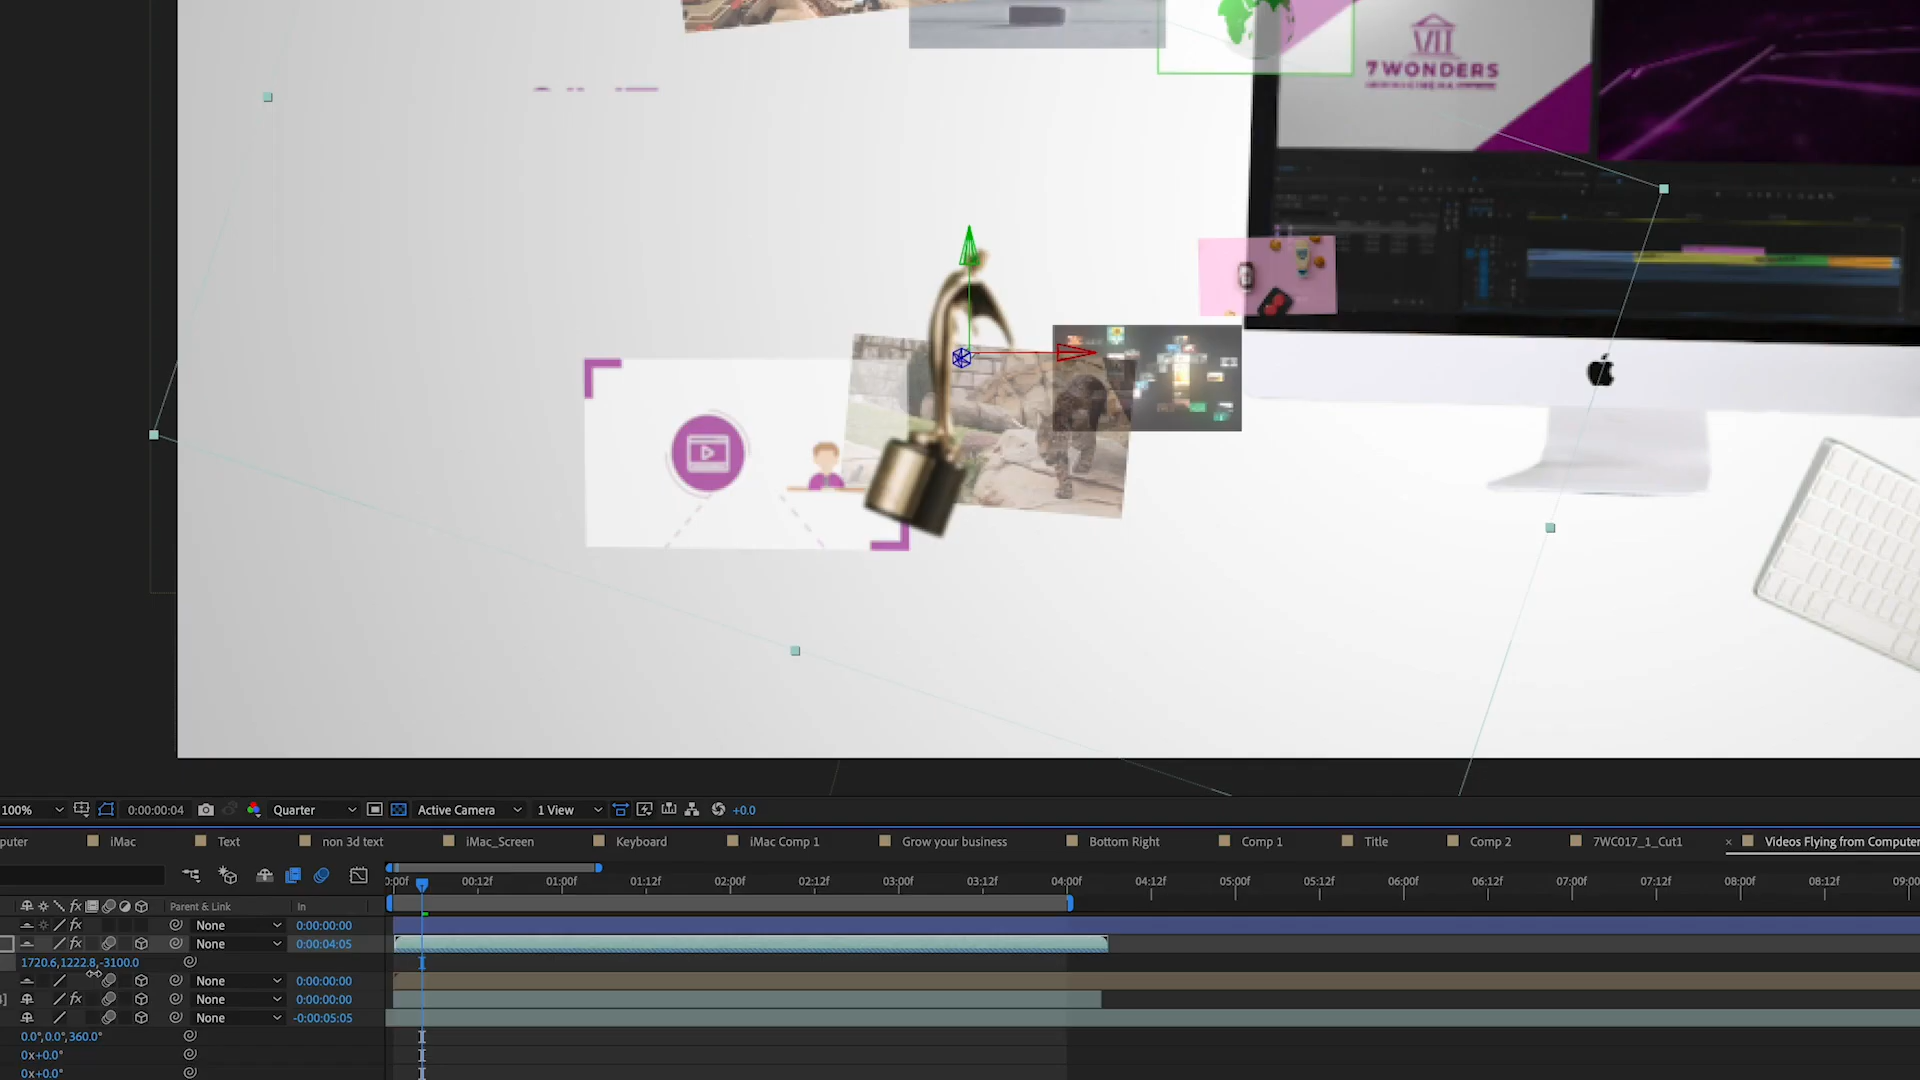 VII
7WONDERS
100%
0:00:00:04
Quarter
Active Camera
1 View
+0.0
puter
iMac
Text
non 3d text
iMac_Screen
Keyboard
iMac Comp 1
Grow your business
Bottom Right
Comp 1
Title
Comp 2
7WC017_1_Cut1
× Videos Flying from Computer
0:00f 00:12f 01:00f 01:12f 02:00f 02:12f 03:00f 03:12f 04:00f 04:12f 05:00f 05:12f 06:00f 06:12f 07:00f 07:12f 08:00f 08:12f 09:00
fx Parent & Link In
fx None 0:00:00:00
fx None 0:00:04:05
1720.6,1222.8,-3100.0
None 0:00:00:00
fx None 0:00:00:00
None -0:00:05:05
0.0°,0.0°,360.0°
0x+0.0°
0x+0.0°